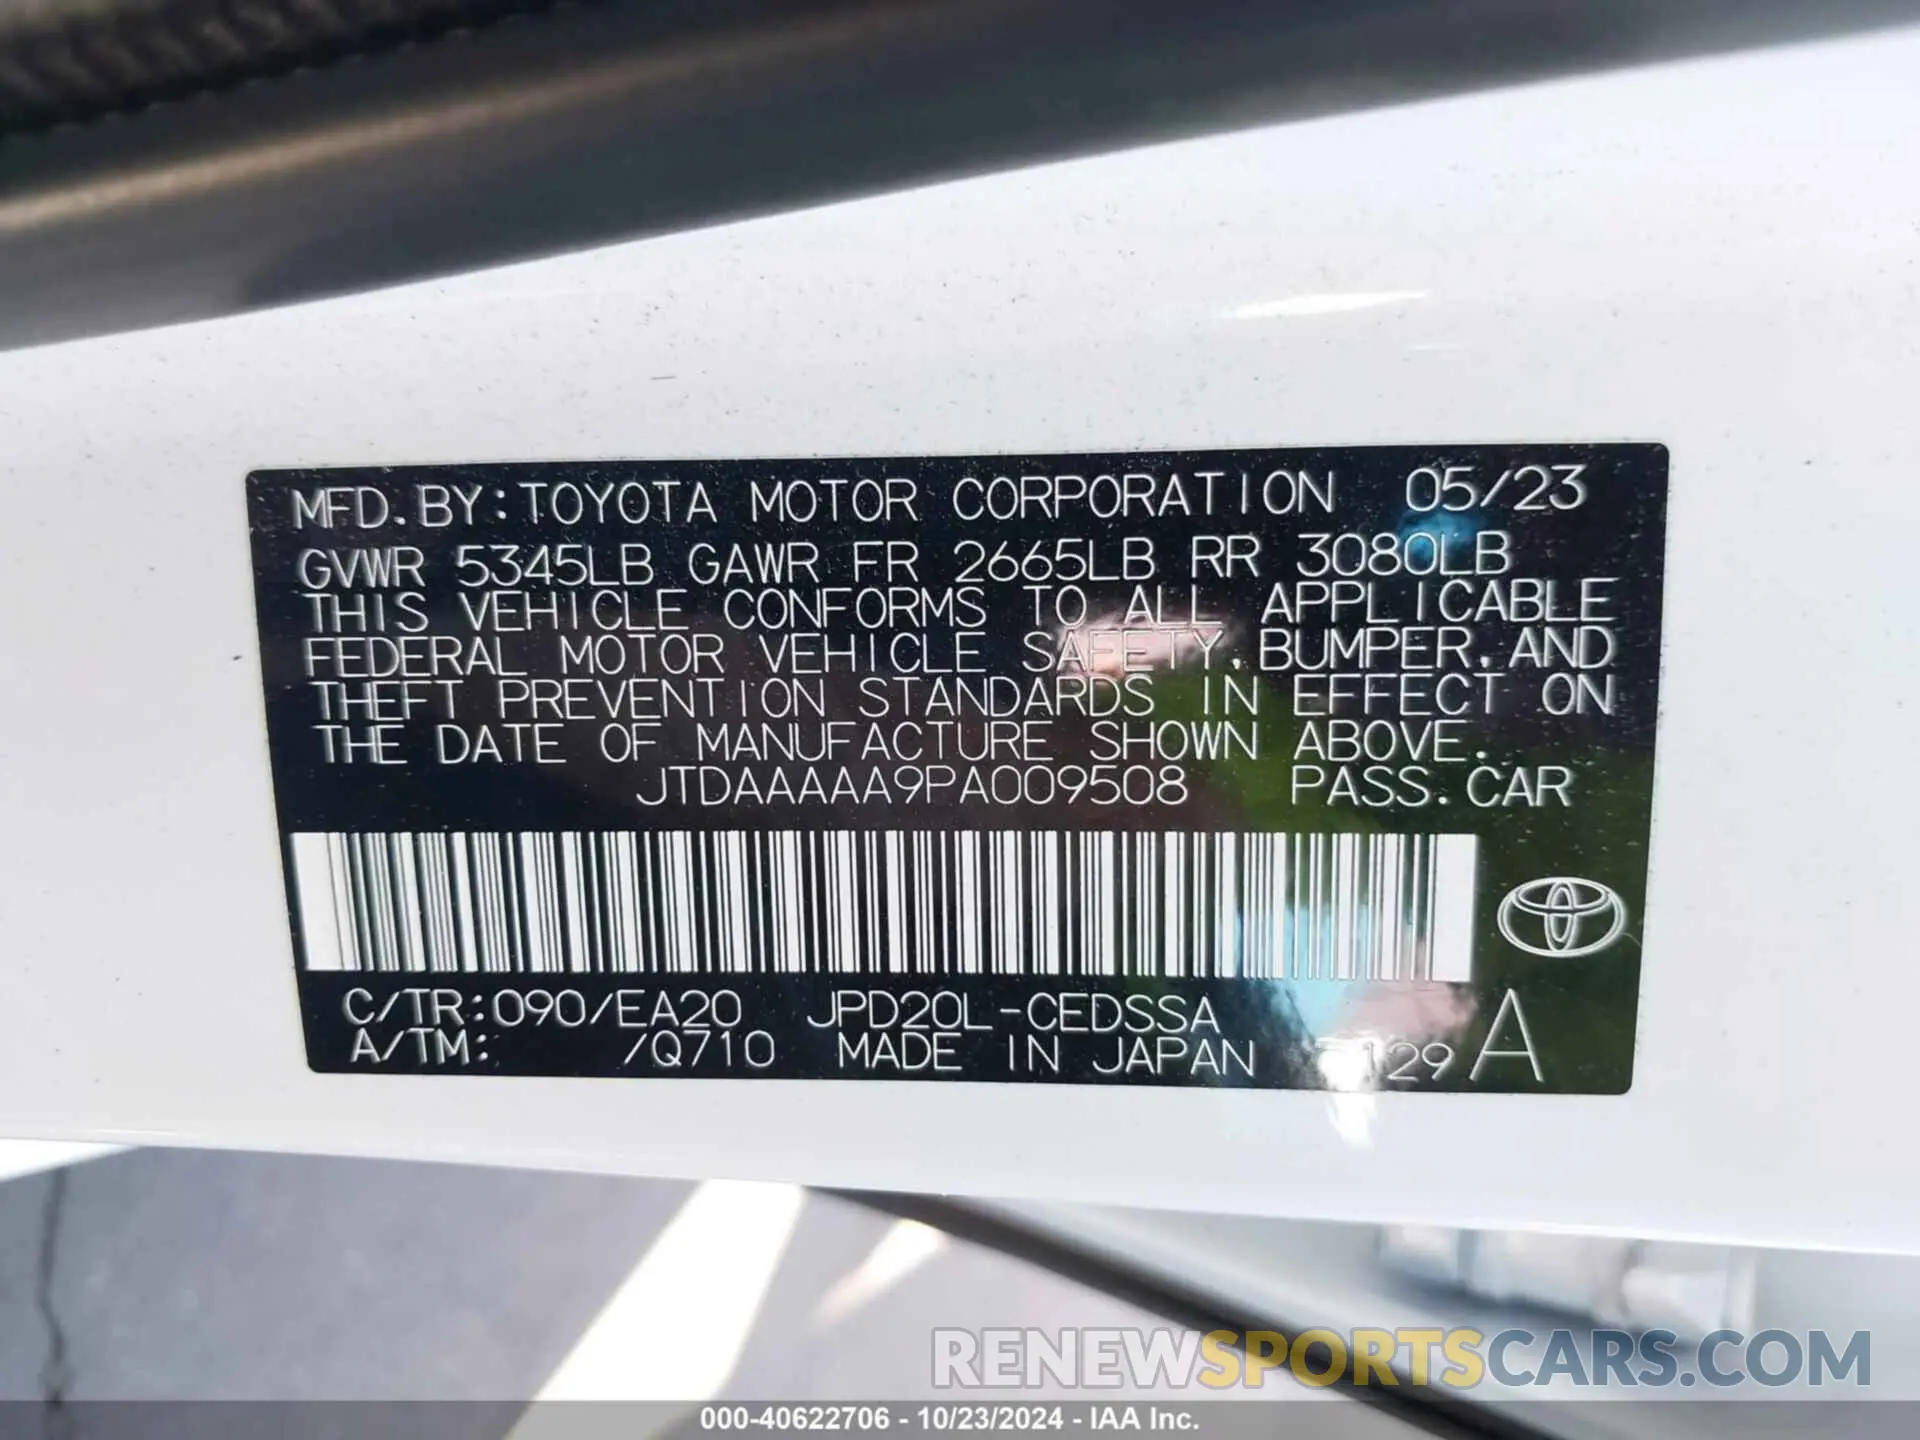 MFD. BY: TOYOTA MOTOR CORPORATION 05/23
GVWR 5345LB GAWR FR 2665LB RR 3080LB
THIS VEHICLE CONFORMS TO ALL APPLICABLE
FEDERAL MOTOR VEHICLE SAFETY, BUMPER, AND
THEFT PREVENTION STANDARDS IN EFFECT ON
THE DATE OF MANUFACTURE SHOWN ABOVE.
JTDAAAAA9PA009508 PASS. CAR
C/TR:090/EA20 JPD20L-CEDSSA
A/TM: /Q710 MADE IN JAPAN A
RENEWSPORTSCARS.COM
000-40622706 - 10/23/2024 - IAA Inc.